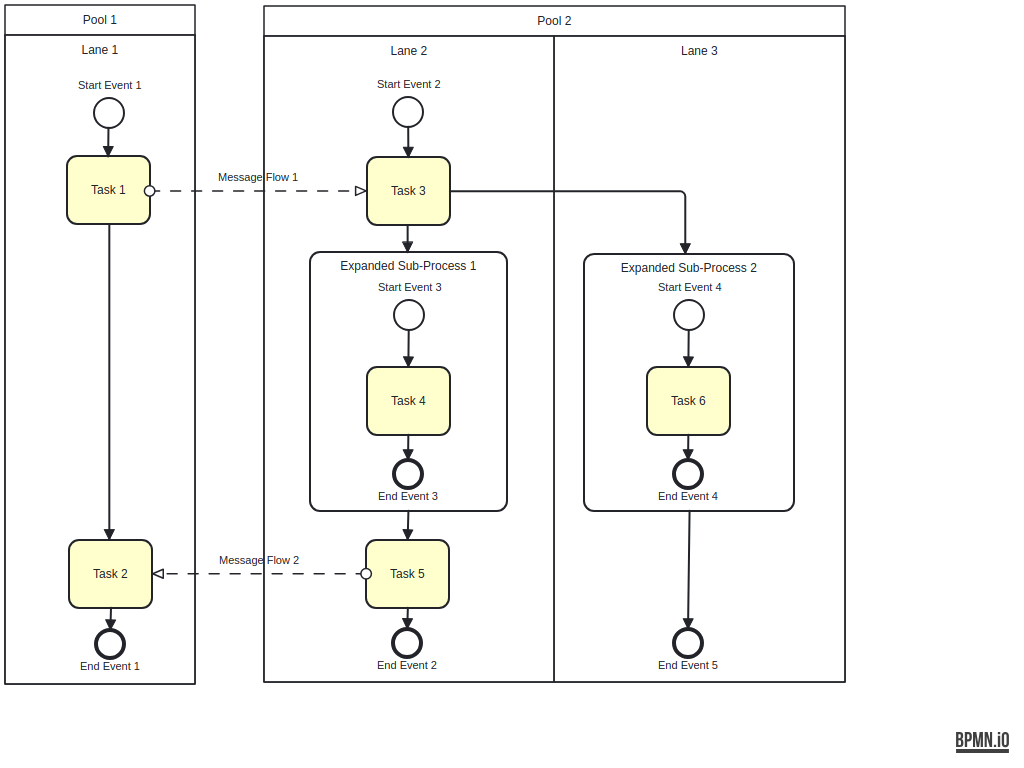 Pool 1
Lane 1
Start Event 1
Task 1
Task 2
End Event 1
Message Flow 1
Message Flow 2
Pool 2
Lane 2
Start Event 2
Task 3
Expanded Sub-Process 1
Start Event 3
Task 4
End Event 3
Task 5
End Event 2
Lane 3
Expanded Sub-Process 2
Start Event 4
Task 6
End Event 4
End Event 5
BPMN.iO